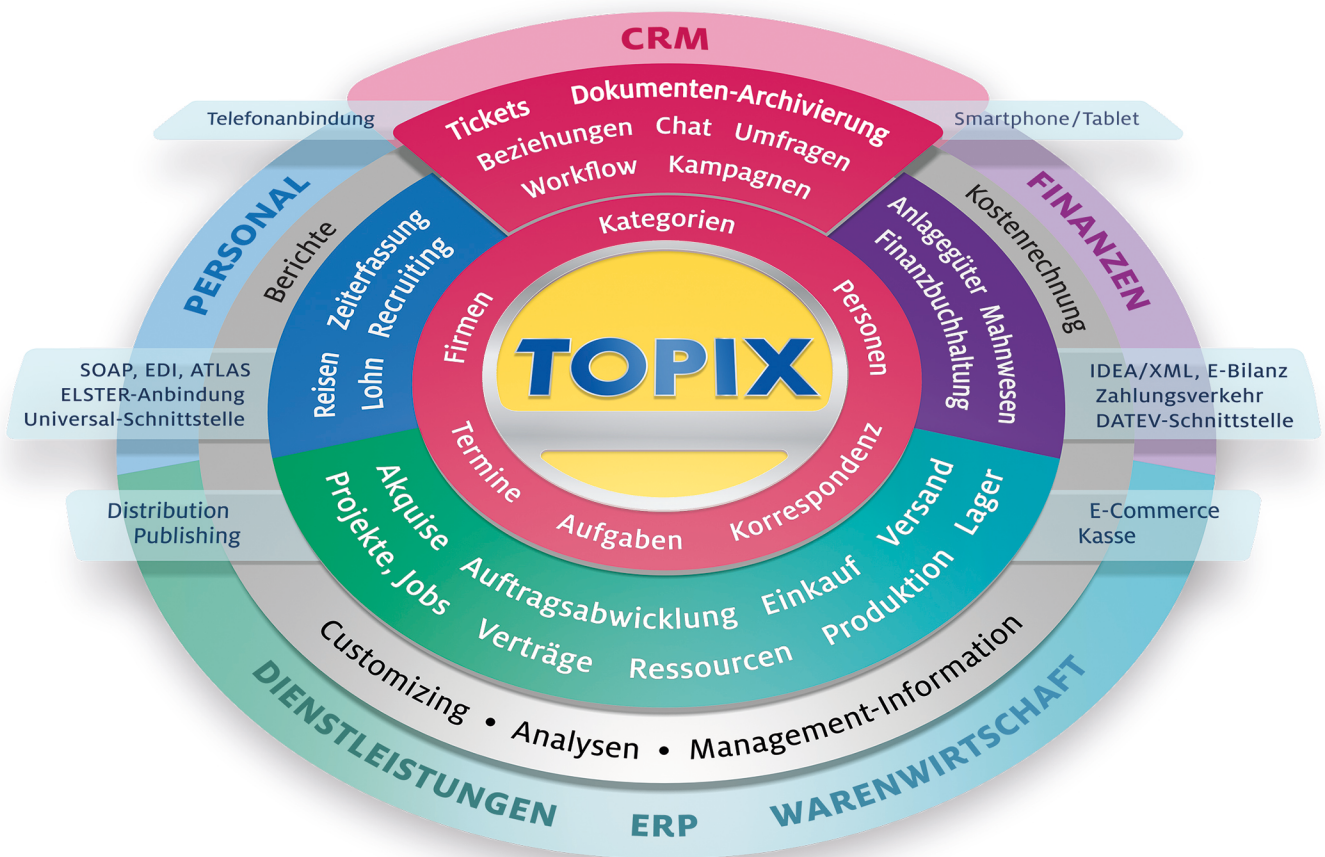 CRM
Tickets
Dokumenten-Archivierung
Beziehungen
Chat
Umfragen
Workflow
Kampagnen
Telefonanbindung
Smartphone/Tablet
PERSONAL
Berichte
Zeiterfassung
Recruiting
Reisen
Lohn
FINANZEN
Kostenrechnung
Anlagegüter
Mahnwesen
Finanzbuchhaltung
Kategorien
Firmen
Personen
TOPIX
Termine
Aufgaben
Korrespondenz
SOAP, EDI, ATLAS
ELSTER-Anbindung
Universal-Schnittstelle
IDEA/XML, E-Bilanz
Zahlungsverkehr
DATEV-Schnittstelle
Distribution
Publishing
E-Commerce
Kasse
Akquise
Projekte, Jobs
Auftragsabwicklung
Verträge
Einkauf
Versand
Lager
Ressourcen
Produktion
Customizing • Analysen • Management-Information
DIENSTLEISTUNGEN
ERP
WARENWIRTSCHAFT